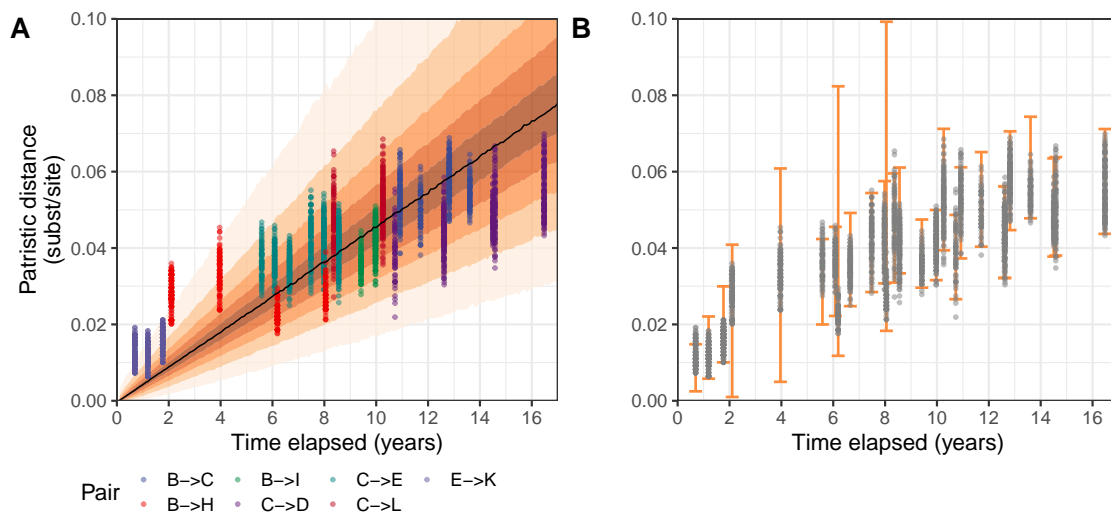 A
B
Patristic distance
(subst/site)
0.10
0.08
0.06
0.04
0.02
0.00
0 2 4 6 8 10 12 14 16
Time elapsed (years)
0.10
0.08
0.06
0.04
0.02
0.00
0 2 4 6 8 10 12 14 16
Time elapsed (years)
Pair
B−>C B−>I C−>E E−>K
B−>H C−>D C−>L